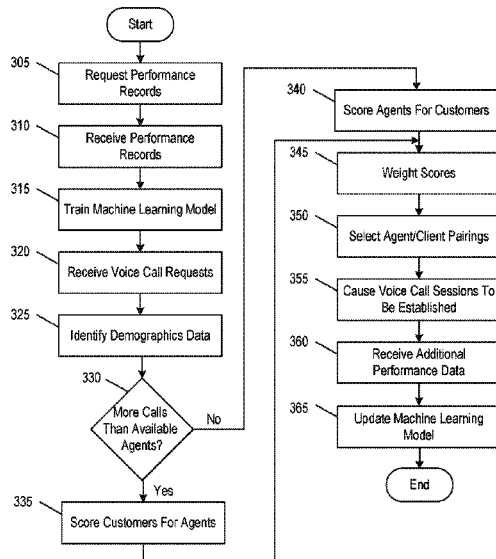 Start
305
Request Performance
Records
310
Receive Performance
Records
315
Train Machine Learning Model
320
Receive Voice Call Requests
325
Identify Demographics Data
330
More Calls
Than Available
Agents?
No
Yes
335
Score Customers For Agents
340
Score Agents For Customers
345
Weight Scores
350
Select Agent/Client Pairings
355
Cause Voice Call Sessions To
Be Established
360
Receive Additional
Performance Data
365
Update Machine Learning
Model
End